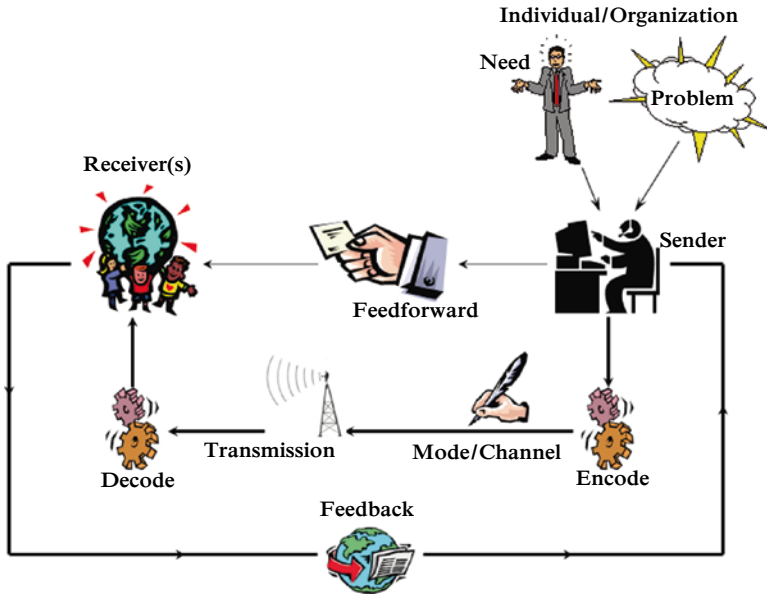 Individual/Organization
Need
Problem
Receiver(s)
Sender
Feedforward
Transmission
Mode/Channel
Decode
Encode
Feedback